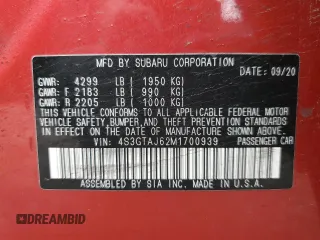 MFD BY SUBARU CORPORATION
DATE: 09/20
GVWR: 4299 LB (1950 KG)
GAWR: F 2183 LB (990 KG)
GAWR: R 2205 LB (1000 KG)
THIS VEHICLE CONFORMS TO ALL APPLICABLE FEDERAL MOTOR
VEHICLE SAFETY, BUMPER, AND THEFT PREVENTION STANDARDS IN
EFFECT ON THE DATE OF MANUFACTURE SHOWN ABOVE.
VIN: 4S3GTAJ62M1700939
PASSENGER CAR
ASSEMBLED BY SIA INC. MADE IN U.S.A.
DREAMBID